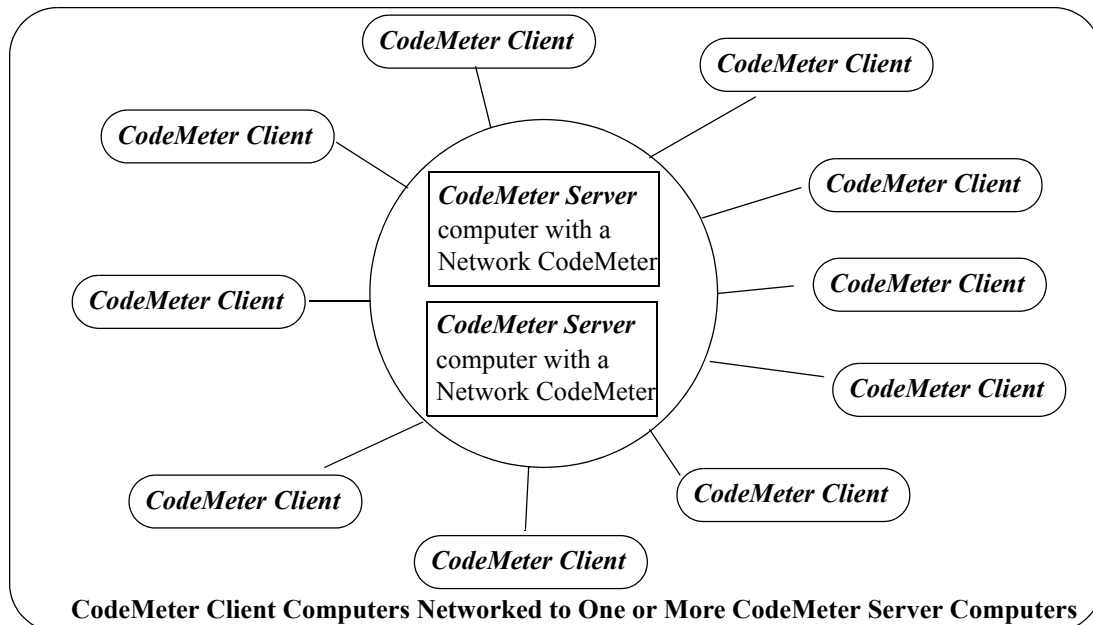 CodeMeter Client
CodeMeter Client
CodeMeter Client
CodeMeter Client
CodeMeter Server
computer with a
Network CodeMeter
CodeMeter Client
CodeMeter Client
CodeMeter Server
computer with a
Network CodeMeter
CodeMeter Client
CodeMeter Client
CodeMeter Client
CodeMeter Client
CodeMeter Client Computers Networked to One or More CodeMeter Server Computers